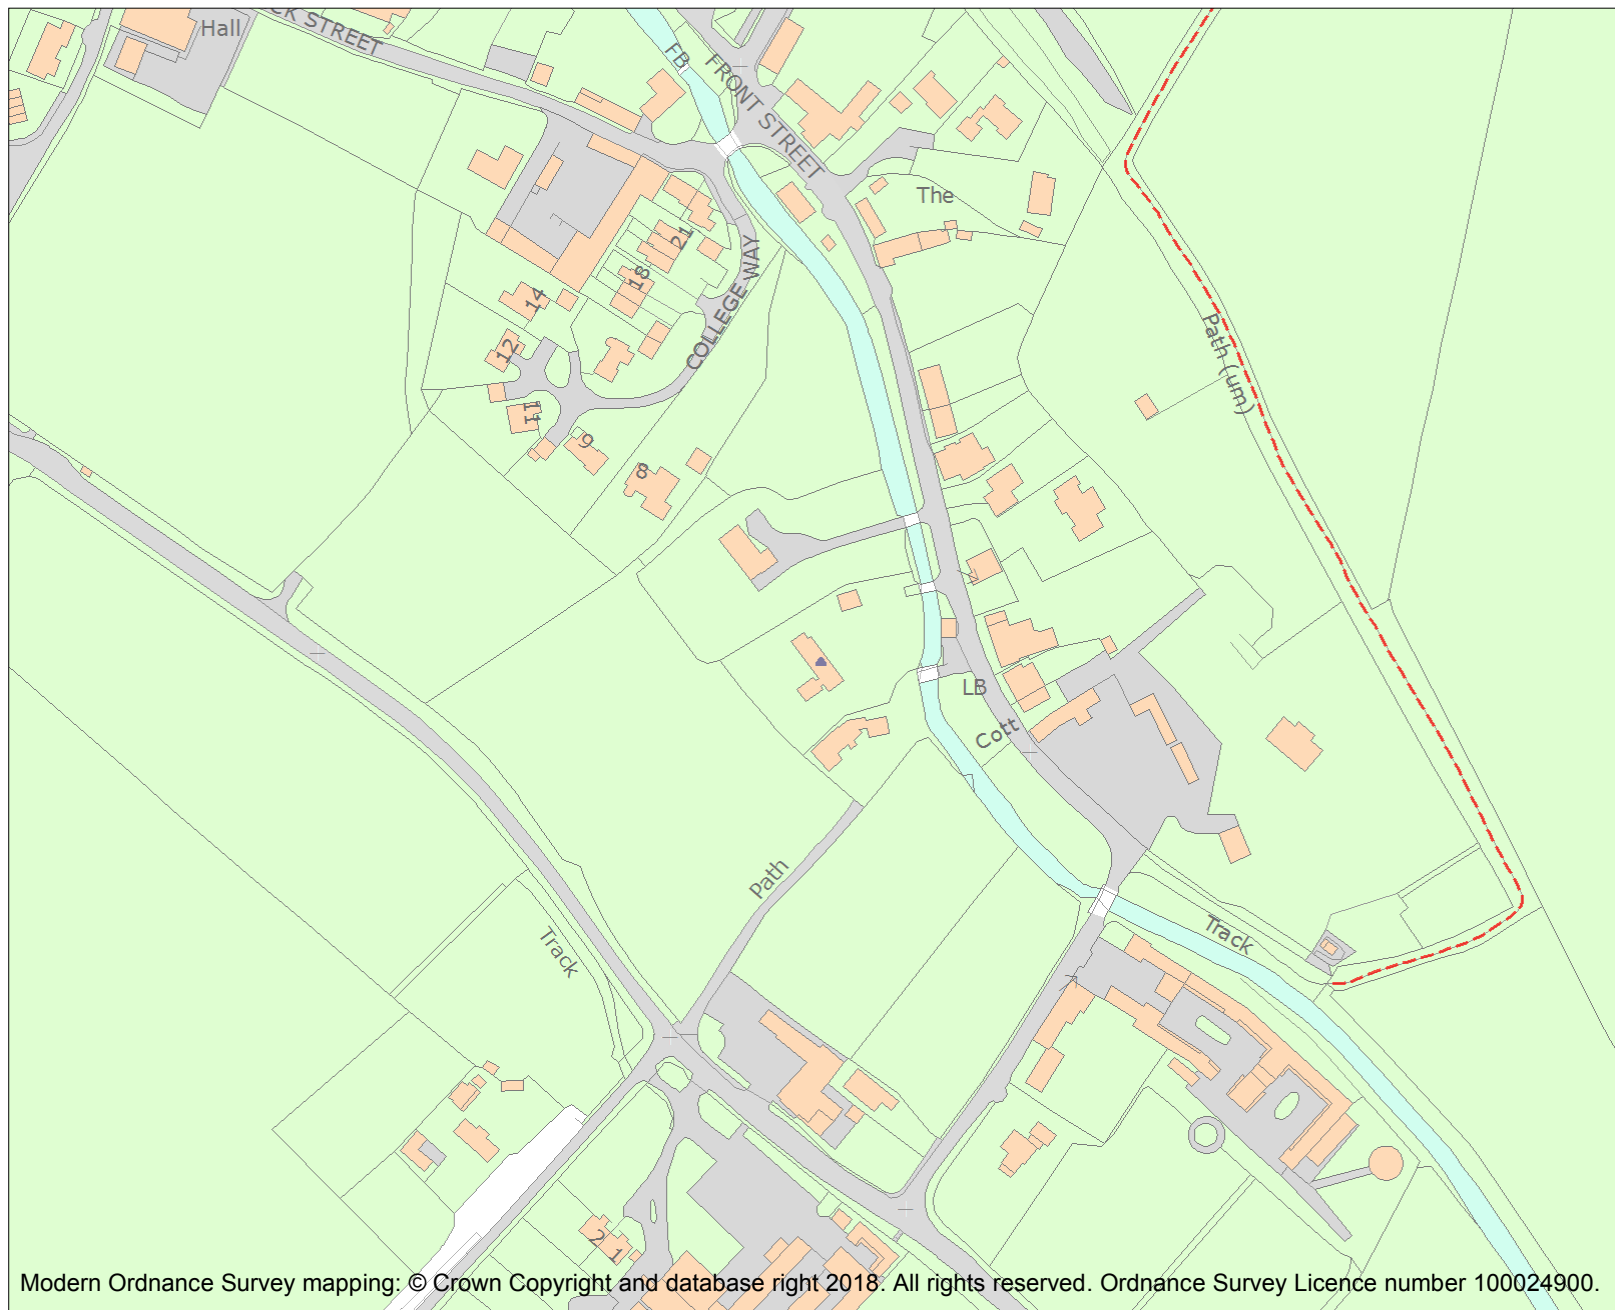 Hall
CK STREET
FB
FRONT STREET
The
21
18
COLLEGE WAY
14
12
Path (um)
11
9
8
LB
Cott
Path
Track
Track
2
1
Modern Ordnance Survey mapping: © Crown Copyright and database right 2018. All rights reserved. Ordnance Survey Licence number 100024900.